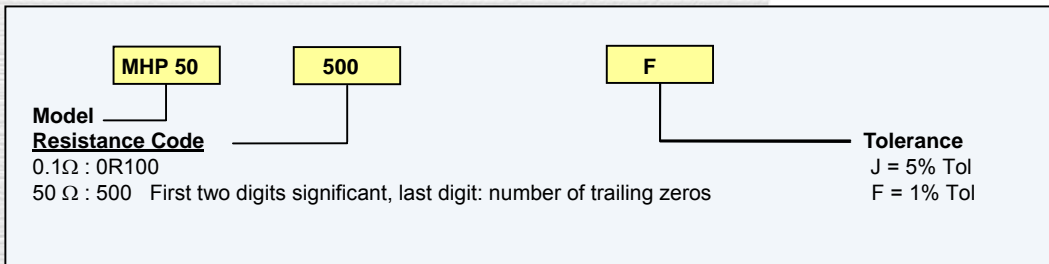 MHP 50 500 F
Model
Resistance Code Tolerance
0.1Ω : 0R100 J = 5% Tol
50 Ω : 500 First two digits significant, last digit: number of trailing zeros F = 1% Tol